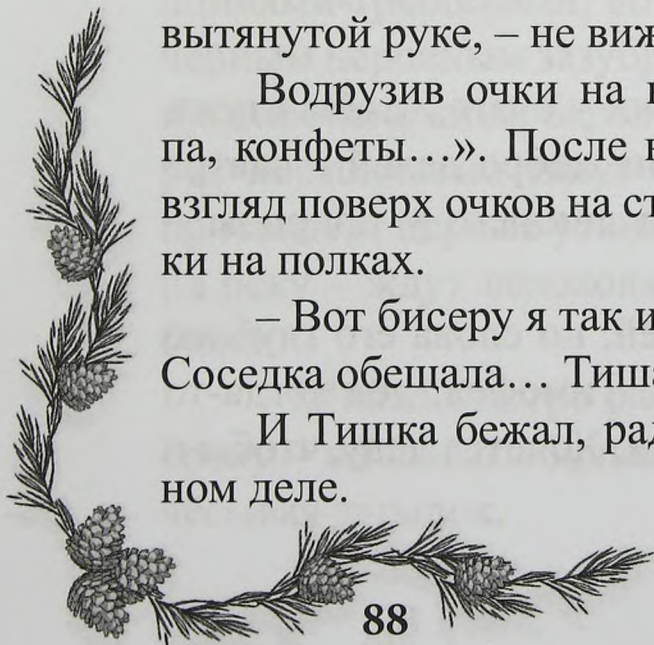 вытянутой руке, – не виж
Водрузив очки на
па, конфеты…». После
взгляд поверх очков на ст
ки на полках.
– Вот бисеру я так и
Соседка обещала… Тиша
И Тишка бежал, рад
ном деле.
88